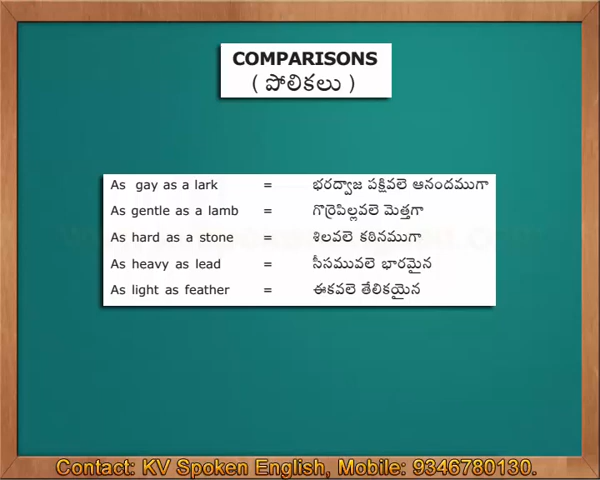 COMPARISONS
( పోలికలు )
As gay as a lark = భరద్వాజ పక్షివలె ఆనందముగా
As gentle as a lamb = గొర్రెపిల్లవలె మెత్తగా
As hard as a stone = శిలవలె కఠినముగా
As heavy as lead = సీసమువలె భారమైన
As light as feather = ఈకవలె తేలికయైన
Contact: KV Spoken English, Mobile: 9346780130.